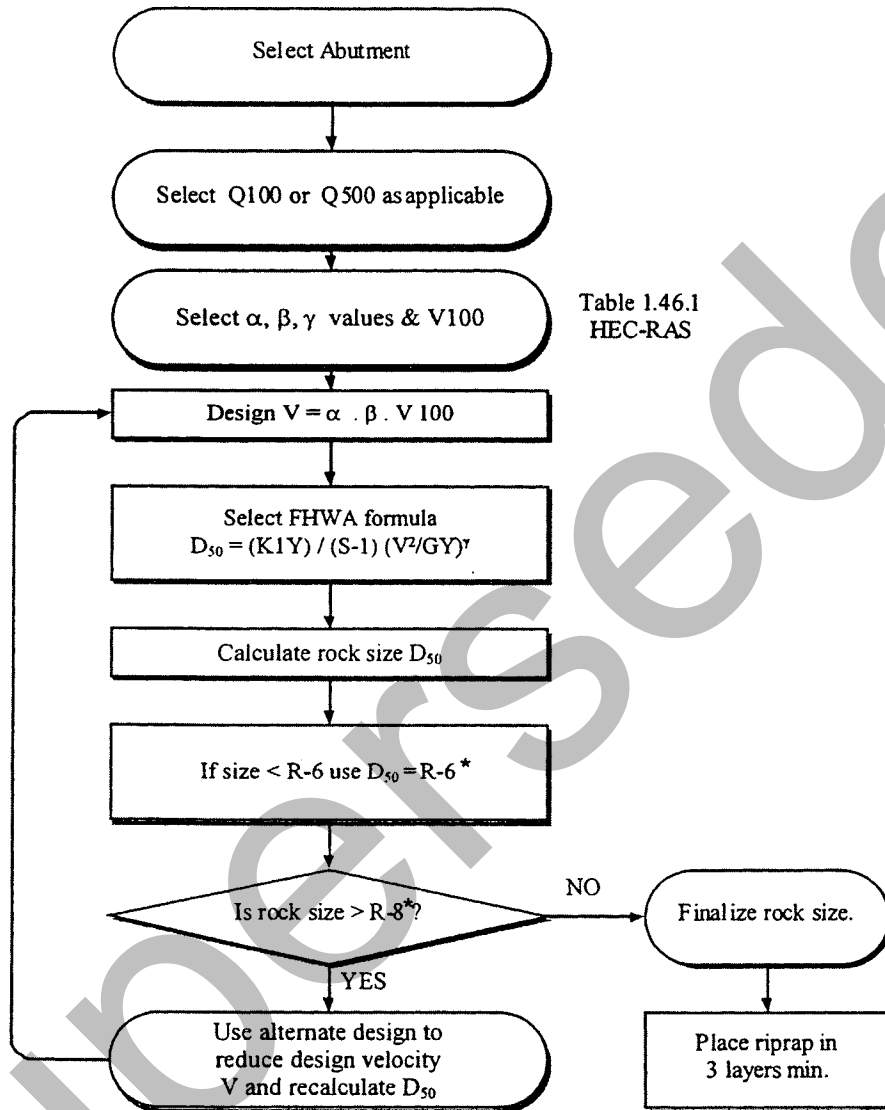 Select Abutment
Select Q100 or Q500 as applicable
Select α, β, γ values & V100
Table 1.46.1
HEC-RAS
Design V = α . β . V 100
Select FHWA formula
D₅₀ = (K1Y) / (S-1) (V²/GY)ᵞ
Calculate rock size D₅₀
If size < R-6 use D₅₀ = R-6 *
Is rock size > R-8*?
NO
Finalize rock size.
YES
Use alternate design to
reduce design velocity
V and recalculate D₅₀
Place riprap in
3 layers min.